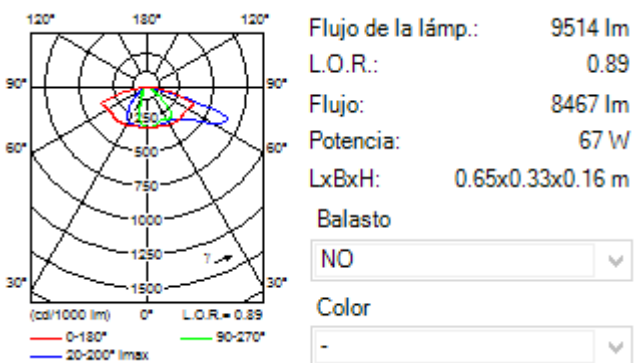 120° 180° 120°
90° 90°
250
60° 60°
500
750
1000
1250
γ
30° 30°
1500
(cd/1000 lm) 0° L.O.R.= 0.89
0-180° 90-270°
20-200° Imax
Flujo de la lámp.: 9514 lm
L.O.R.: 0.89
Flujo: 8467 lm
Potencia: 67 W
LxBxH: 0.65x0.33x0.16 m
Balasto
NO
Color
-